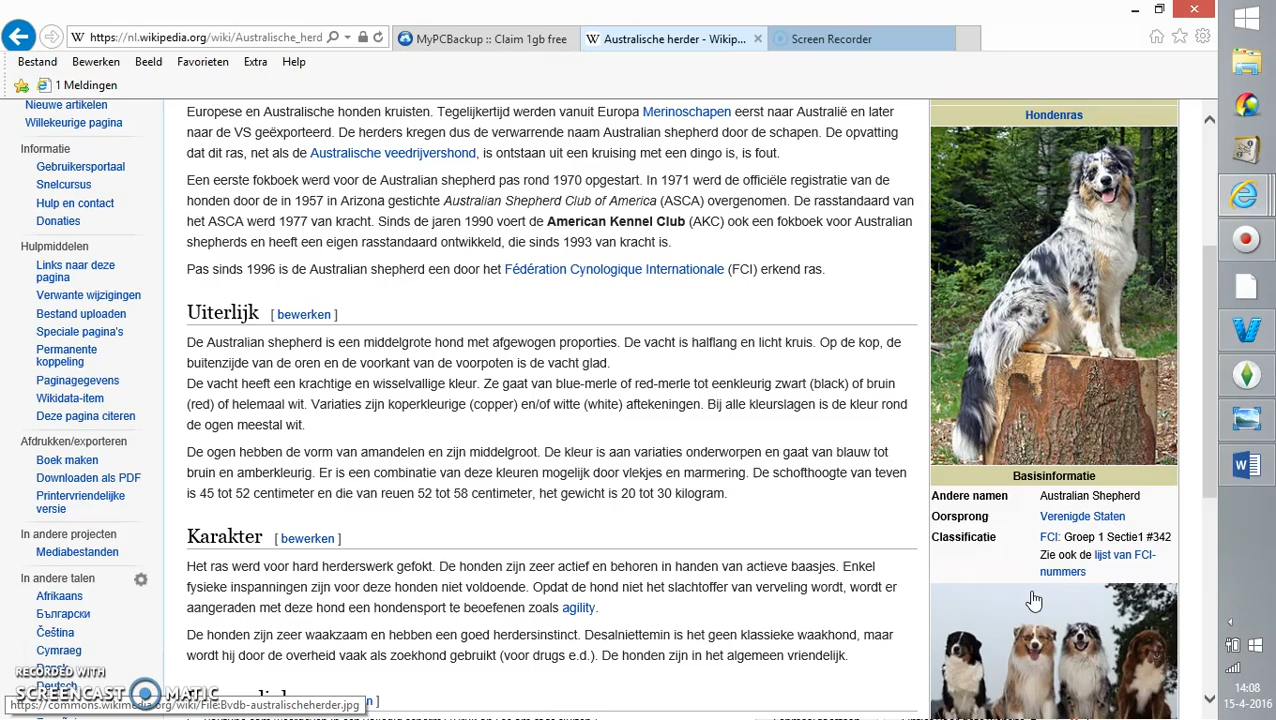 https://nl.wikipedia.org/wiki/Australische_herd
MyPCBackup :: Claim 1gb free
Australische herder - Wikip...
Screen Recorder
Bestand Bewerken Beeld Favorieten Extra Help
1 Meldingen
Nieuwe artikelen
Willekeurige pagina
Informatie
Gebruikersportaal
Snelcursus
Hulp en contact
Donaties
Hulpmiddelen
Links naar deze
pagina
Verwante wijzigingen
Bestand uploaden
Speciale pagina's
Permanente
koppeling
Paginagegevens
Wikidata-item
Deze pagina citeren
Afdrukken/exporteren
Boek maken
Downloaden als PDF
Printervriendelijke
versie
In andere projecten
Mediabestanden
In andere talen
Afrikaans
Български
Čeština
Cymraeg
Dansk
Deutsch
Europese en Australische honden kruisten. Tegelijkertijd werden vanuit Europa Merinoschapen eerst naar Australië en later
naar de VS geëxporteerd. De herders kregen dus de verwarrende naam Australian shepherd door de schapen. De opvatting
dat dit ras, net als de Australische veedrijvershond, is ontstaan uit een kruising met een dingo is, is fout.
Een eerste fokboek werd voor de Australian shepherd pas rond 1970 opgestart. In 1971 werd de officiële registratie van de
honden door de in 1957 in Arizona gestichte Australian Shepherd Club of America (ASCA) overgenomen. De rasstandaard van
het ASCA werd 1977 van kracht. Sinds de jaren 1990 voert de American Kennel Club (AKC) ook een fokboek voor Australian
shepherds en heeft een eigen rasstandaard ontwikkeld, die sinds 1993 van kracht is.
Pas sinds 1996 is de Australian shepherd een door het Fédération Cynologique Internationale (FCI) erkend ras.
Uiterlijk [ bewerken ]
De Australian shepherd is een middelgrote hond met afgewogen proporties. De vacht is halflang en licht kruis. Op de kop, de
buitenzijde van de oren en de voorkant van de voorpoten is de vacht glad.
De vacht heeft een krachtige en wisselvallige kleur. Ze gaat van blue-merle of red-merle tot eenkleurig zwart (black) of bruin
(red) of helemaal wit. Variaties zijn koperkleurige (copper) en/of witte (white) aftekeningen. Bij alle kleurslagen is de kleur rond
de ogen meestal wit.
De ogen hebben de vorm van amandelen en zijn middelgroot. De kleur is aan variaties onderworpen en gaat van blauw tot
bruin en amberkleurig. Er is een combinatie van deze kleuren mogelijk door vlekjes en marmering. De schofthoogte van teven
is 45 tot 52 centimeter en die van reuen 52 tot 58 centimeter, het gewicht is 20 tot 30 kilogram.
Karakter [ bewerken ]
Het ras werd voor hard herderswerk gefokt. De honden zijn zeer actief en behoren in handen van actieve baasjes. Enkel
fysieke inspanningen zijn voor deze honden niet voldoende. Opdat de hond niet het slachtoffer van verveling wordt, wordt er
aangeraden met deze hond een hondensport te beoefenen zoals agility.
De honden zijn zeer waakzaam en hebben een goed herdersinstinct. Desalniettemin is het geen klassieke waakhond, maar
wordt hij door de overheid vaak als zoekhond gebruikt (voor drugs e.d.). De honden zijn in het algemeen vriendelijk.
Hondenras
Basisinformatie
Andere namen Australian Shepherd
Oorsprong Verenigde Staten
Classificatie FCI: Groep 1 Sectie1 #342
Zie ook de lijst van FCI-
nummers
RECORDED WITH
SCREENCAST MATIC
https://commons.wikimedia.org/wiki/File:Bvdb-australischeherder.jpg
14:08
15-4-2016